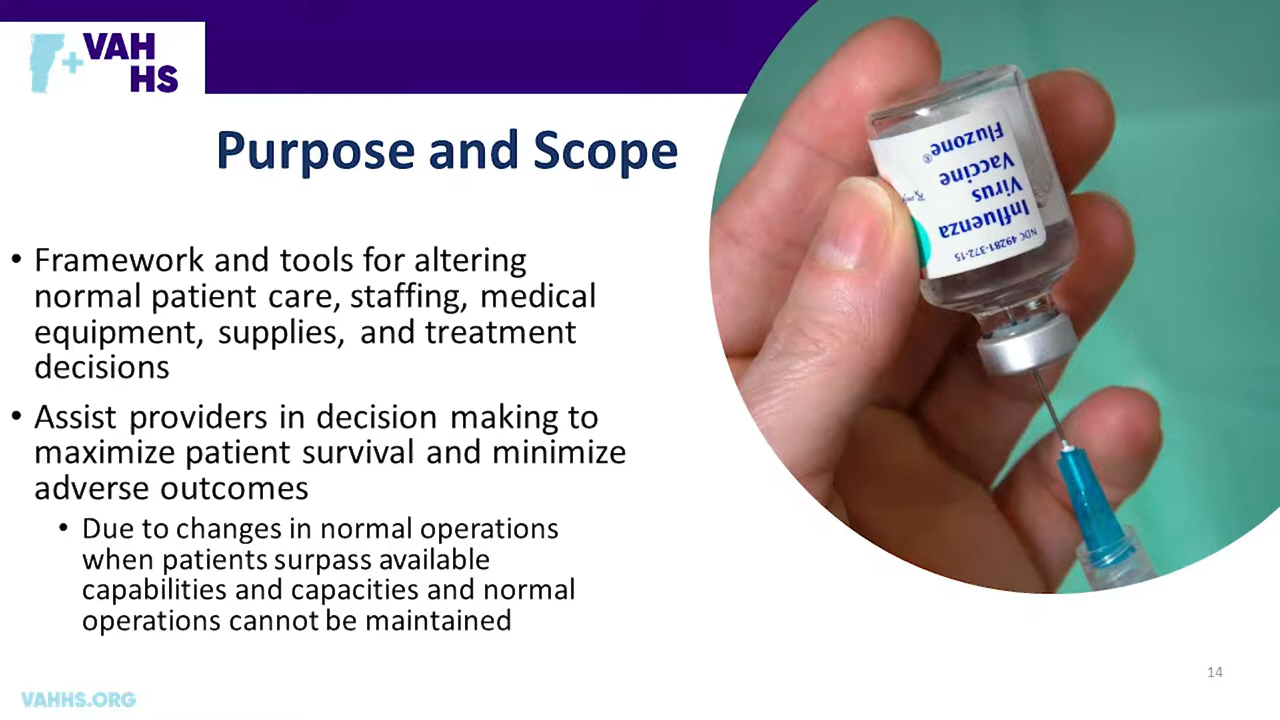 VAH
HS
Purpose and Scope
• Framework and tools for altering
normal patient care, staffing, medical
equipment, supplies, and treatment
decisions
• Assist providers in decision making to
maximize patient survival and minimize
adverse outcomes
• Due to changes in normal operations
when patients surpass available
capabilities and capacities and normal
operations cannot be maintained
NDC 49281-372-15
Influenza
Virus
Vaccine
Fluzone®
Rx only
14
VAHHS.ORG